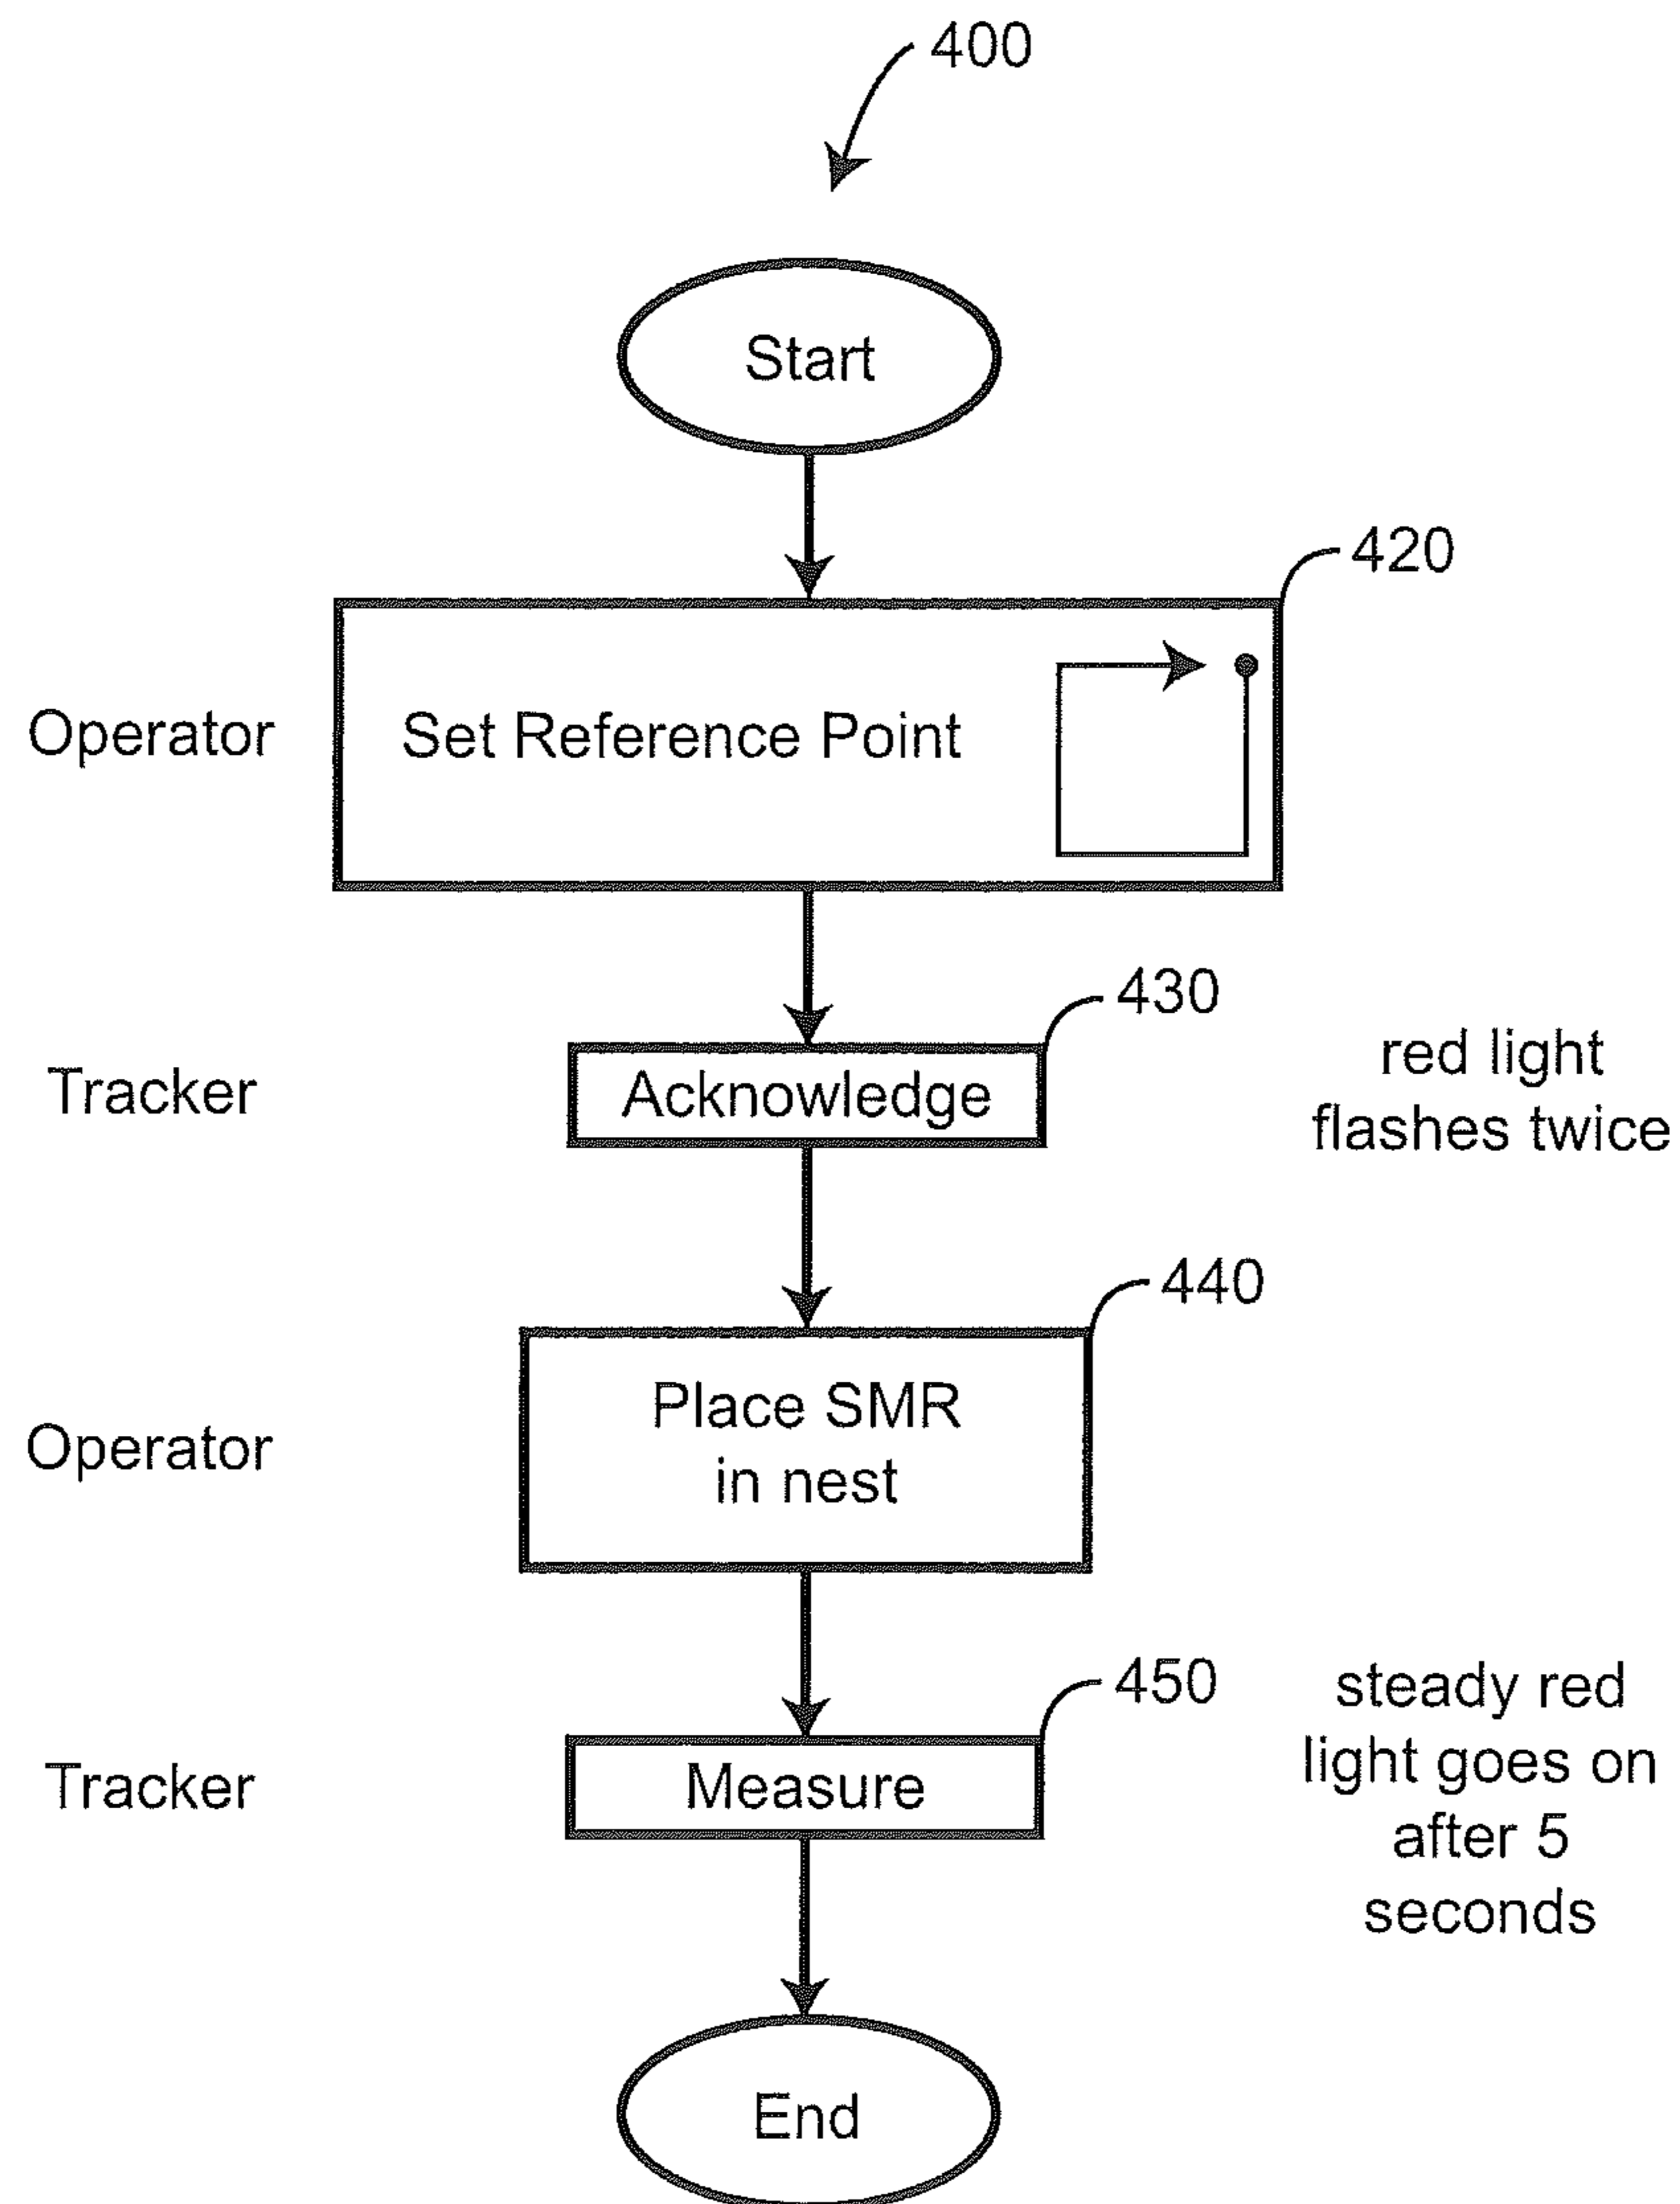 400
Start
420
Operator
Set Reference Point
430
Tracker
Acknowledge
red light
flashes twice
440
Operator
Place SMR
in nest
450
Tracker
Measure
steady red
light goes on
after 5
seconds
End